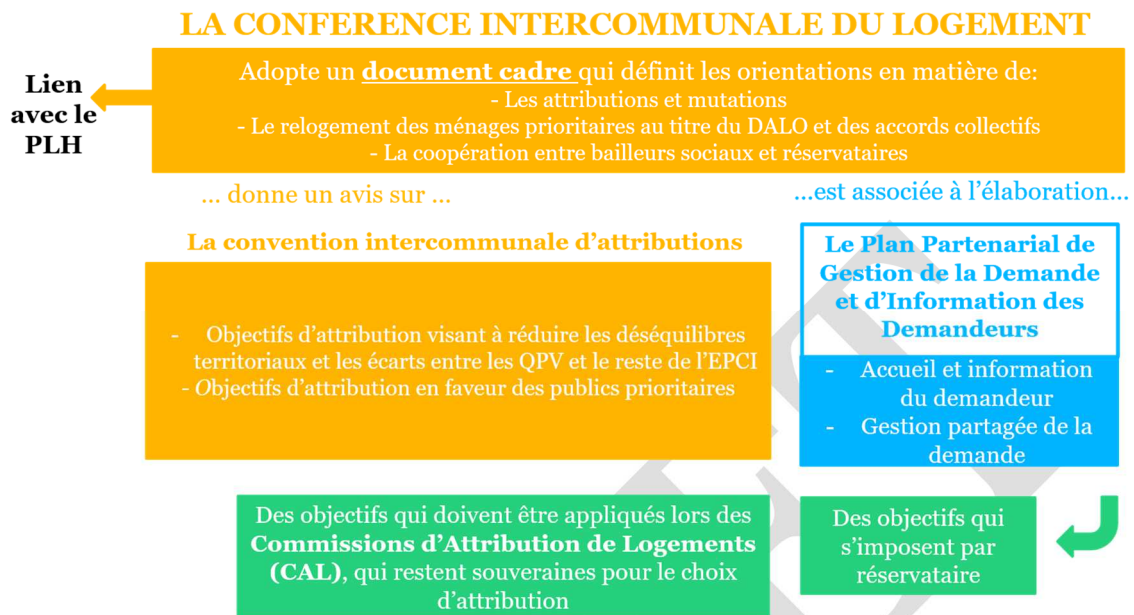 LA CONFERENCE INTERCOMMUNALE DU LOGEMENT
Lien
avec le
PLH
Adopte un document cadre qui définit les orientations en matière de:
- Les attributions et mutations
- Le relogement des ménages prioritaires au titre du DALO et des accords collectifs
- La coopération entre bailleurs sociaux et réservataires
... donne un avis sur ...
La convention intercommunale d'attributions
- Objectifs d'attribution visant à réduire les déséquilibres
territoriaux et les écarts entre les QPV et le reste de l'EPCI
- Objectifs d'attribution en faveur des publics prioritaires
...est associée à l'élaboration...
Le Plan Partenarial de
Gestion de la Demande
et d'Information des
Demandeurs
- Accueil et information
du demandeur
- Gestion partagée de la
demande
Des objectifs qui doivent être appliqués lors des
Commissions d'Attribution de Logements
(CAL), qui restent souveraines pour le choix
d'attribution
Des objectifs qui
s'imposent par
réservataire